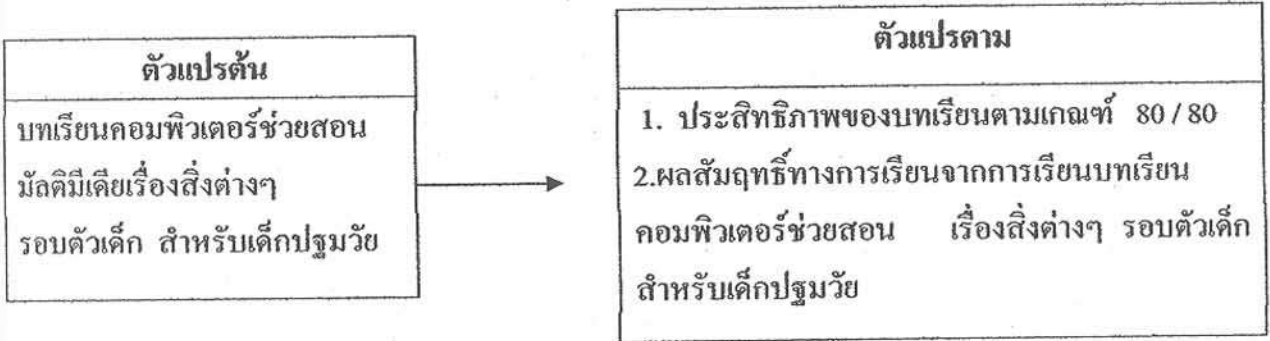 ตัวแปรต้น
บทเรียนคอมพิวเตอร์ช่วยสอน
มัลติมีเดียเรื่องสิ่งต่างๆ
รอบตัวเด็ก สำหรับเด็กปฐมวัย
ตัวแปรตาม
1. ประสิทธิภาพของบทเรียนตามเกณฑ์ 80 / 80
2.ผลสัมฤทธิ์ทางการเรียนจากการเรียนบทเรียน
คอมพิวเตอร์ช่วยสอน เรื่องสิ่งต่างๆ รอบตัวเด็ก
สำหรับเด็กปฐมวัย